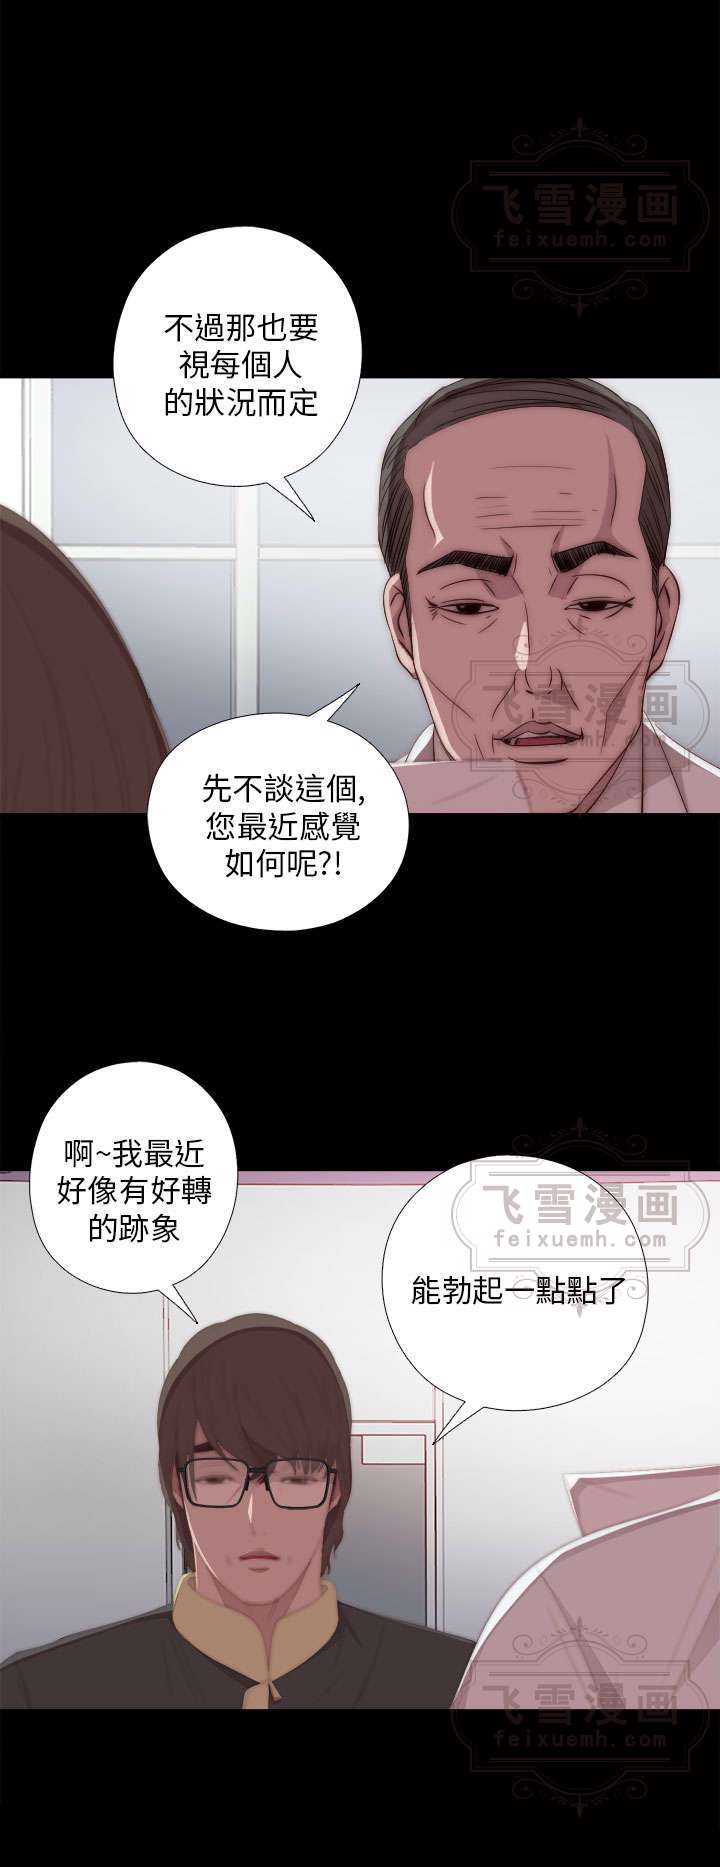 飞雪漫画
feixuemh.com
不過那也要
視每個人
的狀況而定
飞雪漫画
feixuemh.com
先不談這個,
您最近感覺
如何呢?!
啊~我最近
好像有好轉
的跡象
飞雪漫画
feixuemh.com
能勃起一點點了
飞雪漫画
feixuemh.com